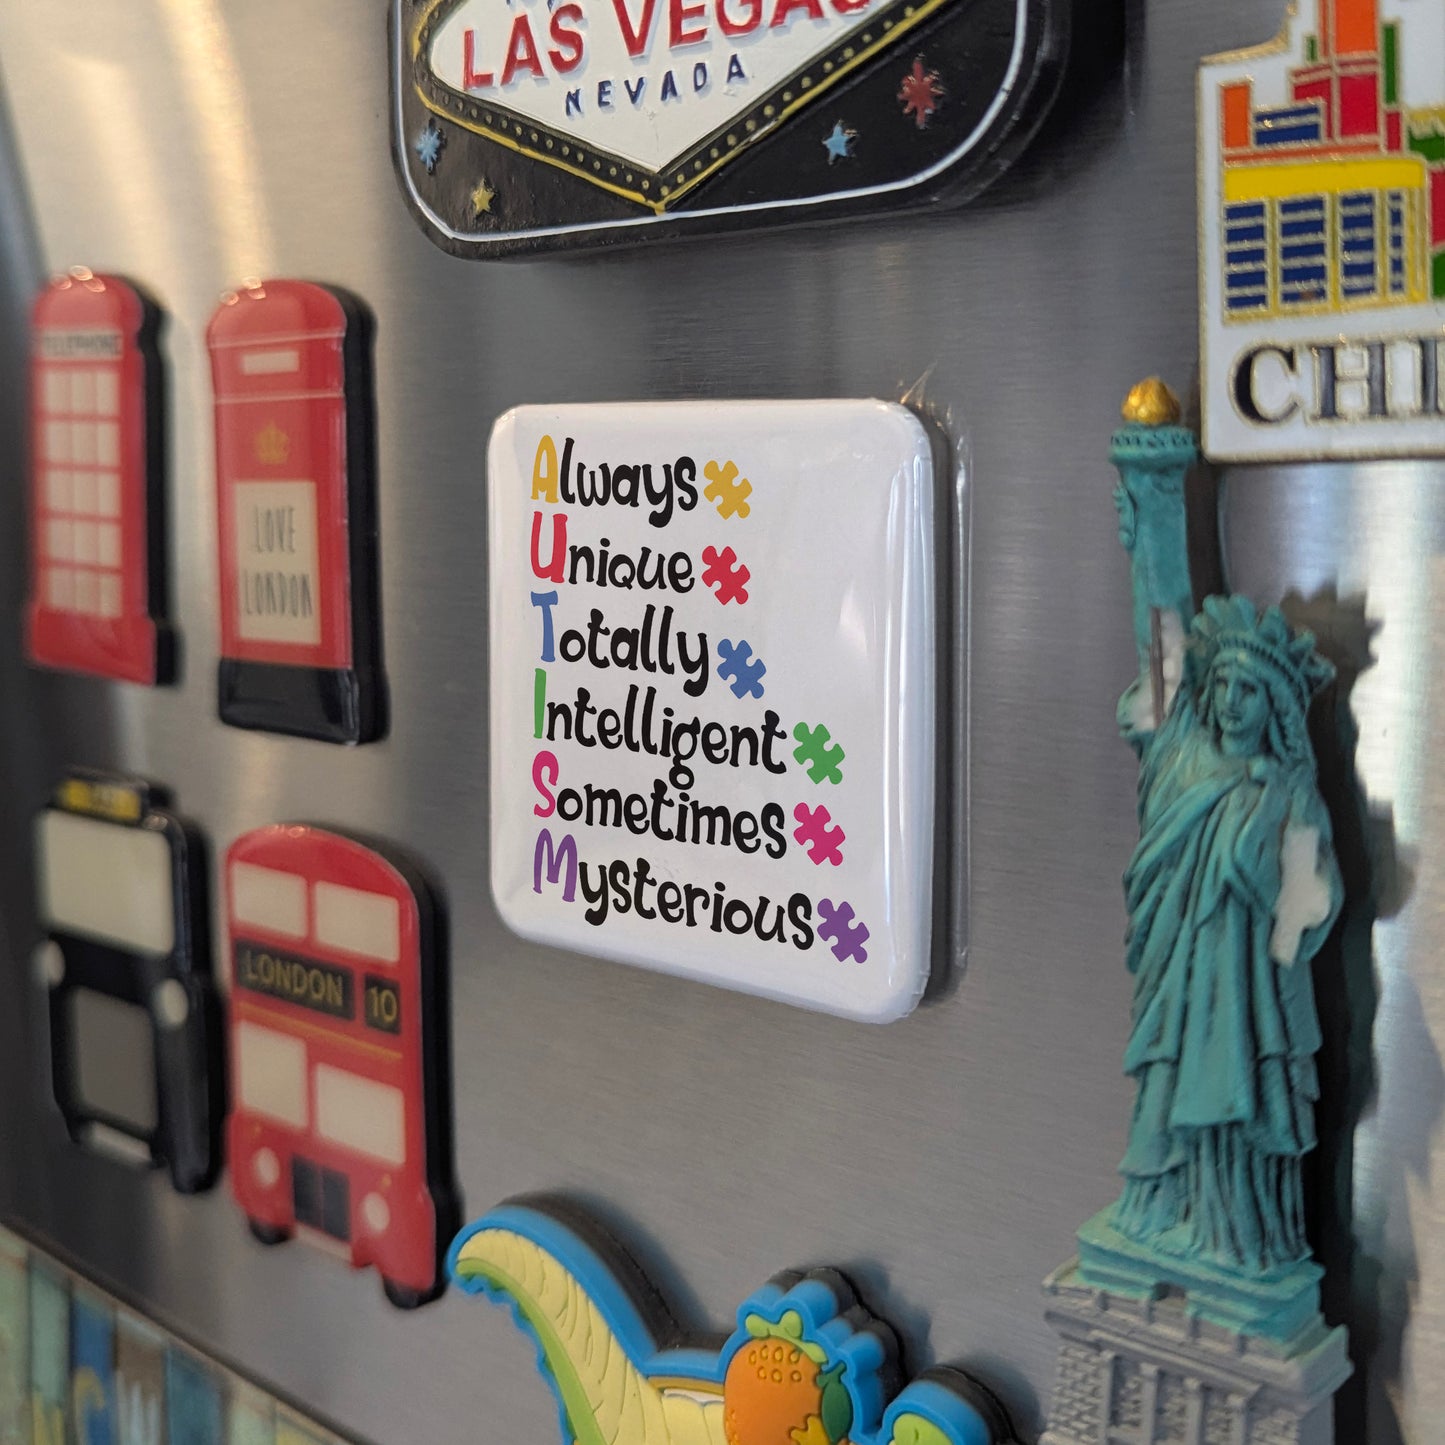 LAS VEGAS
NEVADA
CHI
TELEPHONE
LOVE
LONDON
Always
Unique
Totally
Intelligent
Sometimes
Mysterious
LONDON 10